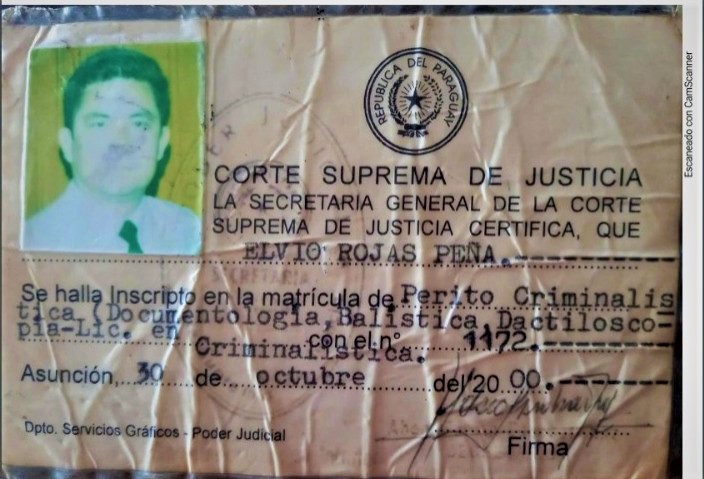 REPUBLICA DEL PARAGUAY
CORTE SUPREMA DE JUSTICIA
LA SECRETARIA GENERAL DE LA CORTE
SUPREMA DE JUSTICIA CERTIFICA, QUE
ELVIO ROJAS PEÑA.
SECRETARIA
Se halla Inscripto en la matrícula de Perito Criminalis
tica (Documentología, Balística, Dactilosco-
pia-Lic. en Criminalística. con el nº 1172.
Asunción, 30 de octubre del 20 00.
Dpto. Servicios Gráficos - Poder Judicial
Firma
Escaneado con CamScanner